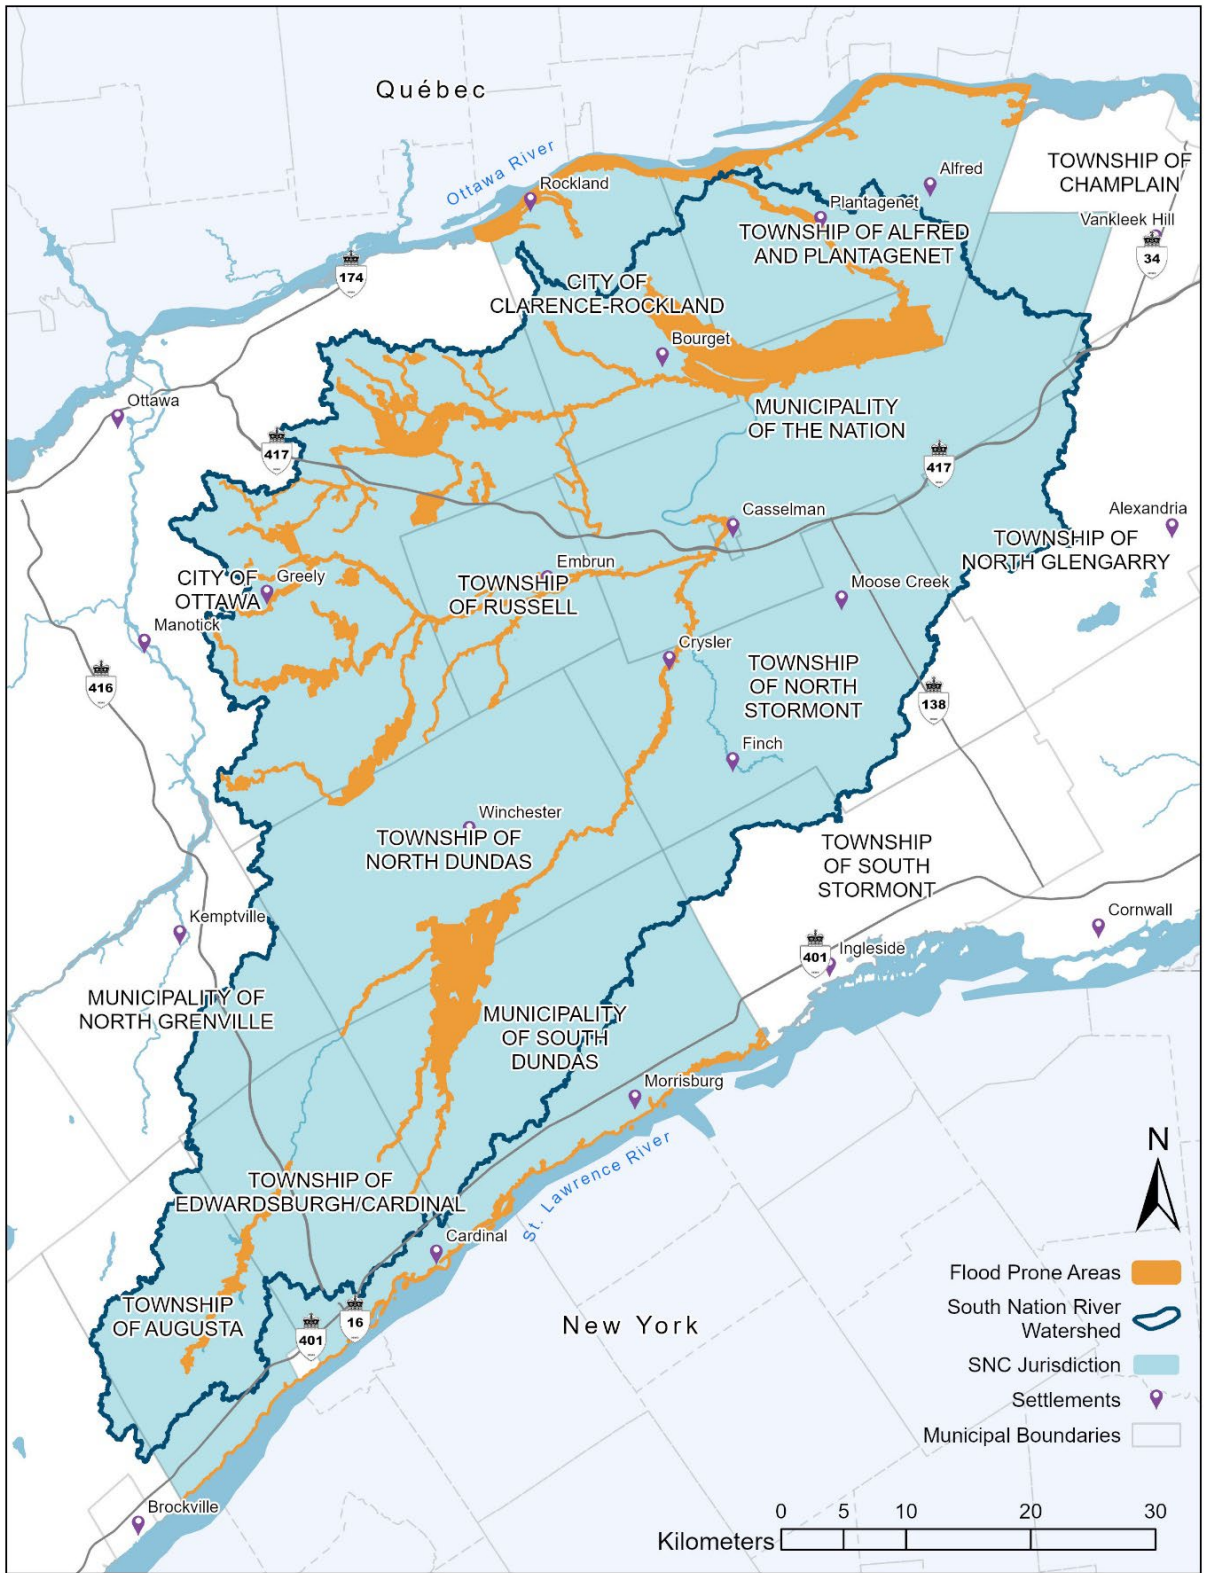 Québec
Ottawa River
Rockland
Alfred
TOWNSHIP OF
CHAMPLAIN
Plantagenet
Vankleek Hill
TOWNSHIP OF ALFRED
AND PLANTAGENET
34
174
CITY OF
CLARENCE-ROCKLAND
Bourget
Ottawa
MUNICIPALITY
OF THE NATION
417
417
Casselman
Alexandria
TOWNSHIP OF
NORTH GLENGARRY
Embrun
CITY OF
OTTAWA
Greely
TOWNSHIP
OF RUSSELL
Moose Creek
Manotick
Crysler
416
TOWNSHIP
OF NORTH
STORMONT
138
Finch
Winchester
TOWNSHIP OF
NORTH DUNDAS
TOWNSHIP
OF SOUTH
STORMONT
Kemptville
Cornwall
401
Ingleside
MUNICIPALITY OF
NORTH GRENVILLE
MUNICIPALITY
OF SOUTH
DUNDAS
Morrisburg
St. Lawrence River
N
TOWNSHIP OF
EDWARDSBURGH/CARDINAL
Cardinal
TOWNSHIP
OF AUGUSTA
401
16
New York
Flood Prone Areas
South Nation River
Watershed
SNC Jurisdiction
Settlements
Municipal Boundaries
Brockville
0 5 10 20 30
Kilometers